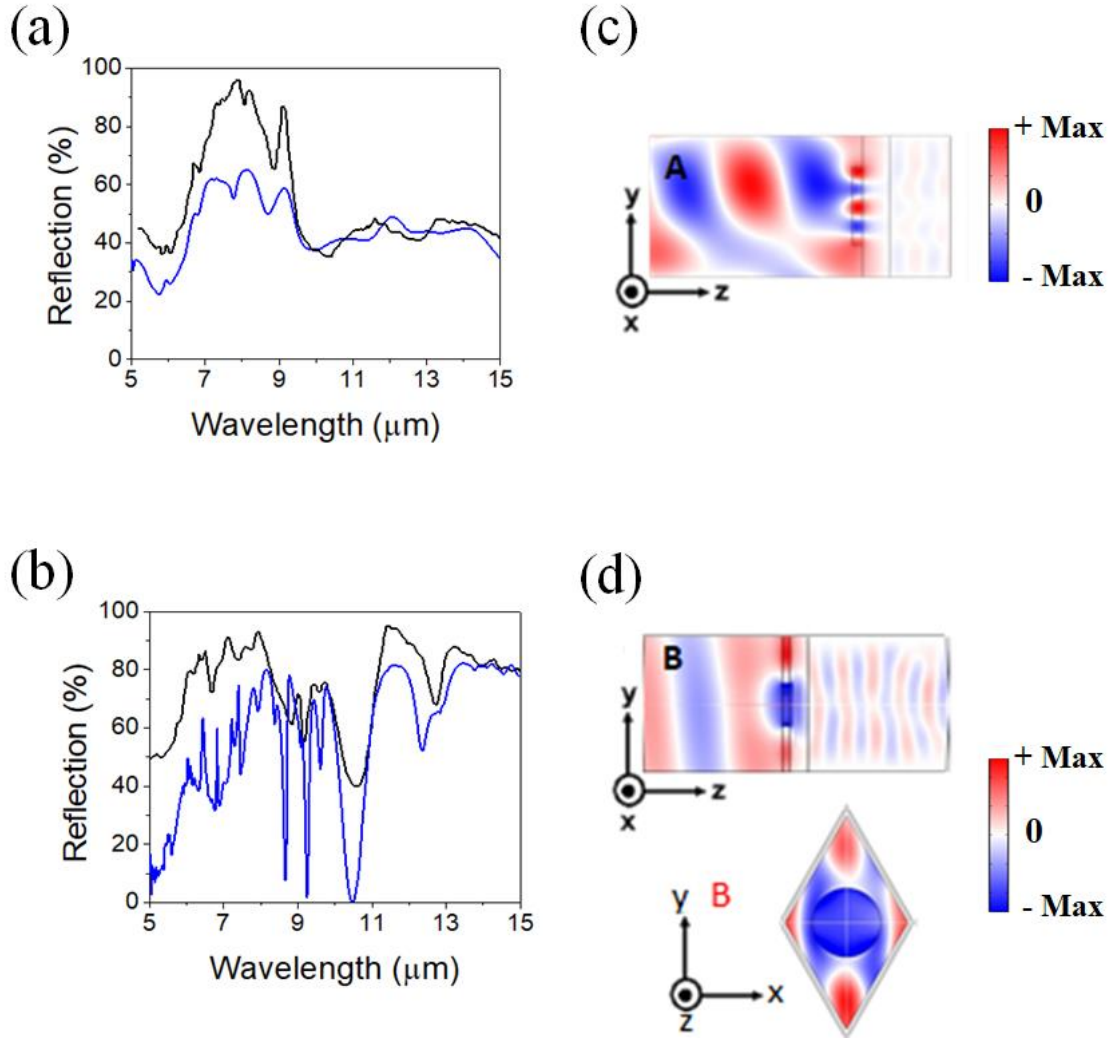 (a)
100
80
60
40
20
0
5 7 9 11 13 15
Reflection (%)
Wavelength (μm)
(c)
A
y
z
x
+ Max
0
- Max
(b)
100
80
60
40
20
0
5 7 9 11 13 15
Reflection (%)
Wavelength (μm)
(d)
B
y
z
x
+ Max
0
- Max
B
y
x
z